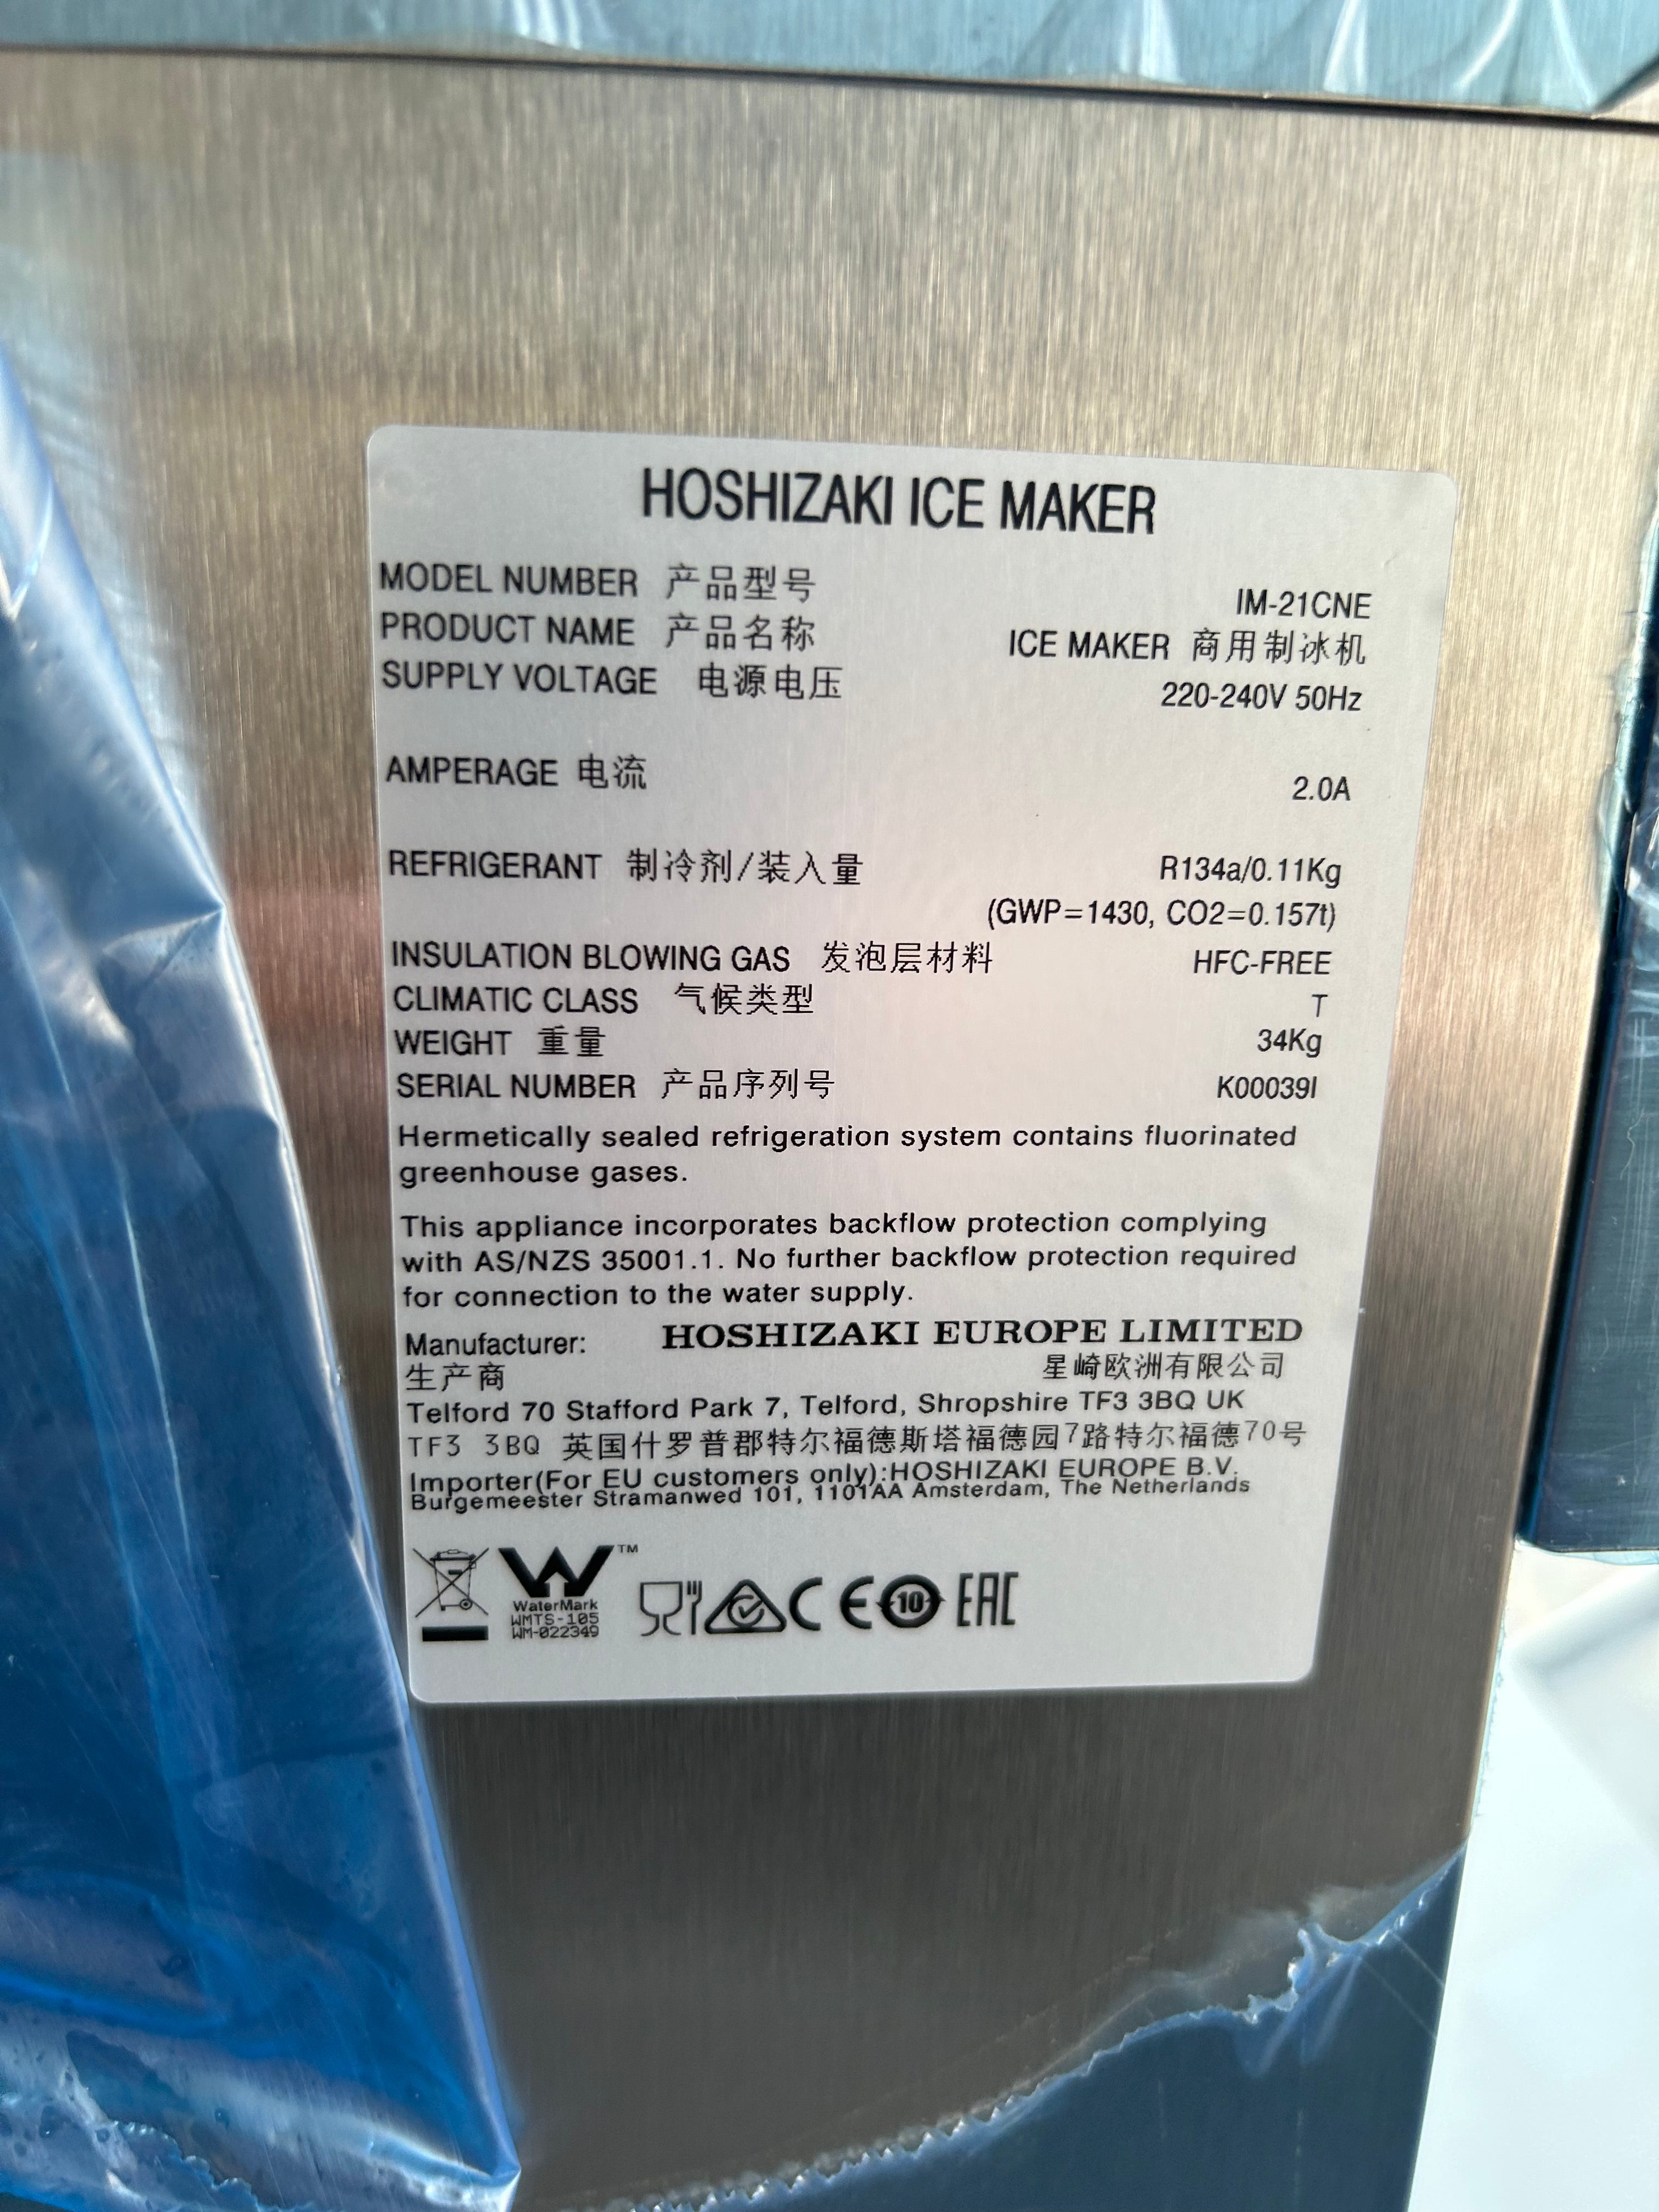 HOSHIZAKI ICE MAKER
MODEL NUMBER 产品型号 IM-21CNE
PRODUCT NAME 产品名称 ICE MAKER 商用制冰机
SUPPLY VOLTAGE 电源电压 220-240V 50Hz
AMPERAGE 电流 2.0A
REFRIGERANT 制冷剂/装入量 R134a/0.11Kg
(GWP=1430, CO2=0.157t)
INSULATION BLOWING GAS 发泡层材料 HFC-FREE
CLIMATIC CLASS 气候类型 T
WEIGHT 重量 34Kg
SERIAL NUMBER 产品序列号 K00039I
Hermetically sealed refrigeration system contains fluorinated
greenhouse gases.
This appliance incorporates backflow protection complying
with AS/NZS 35001.1. No further backflow protection required
for connection to the water supply.
Manufacturer: HOSHIZAKI EUROPE LIMITED
生产商 星崎欧洲有限公司
Telford 70 Stafford Park 7, Telford, Shropshire TF3 3BQ UK
TF3 3BQ 英国什罗普郡特尔福德斯塔福德园7路特尔福德70号
Importer(For EU customers only):HOSHIZAKI EUROPE B.V.
Burgemeester Stramanwed 101, 1101AA Amsterdam, The Netherlands
W™
WaterMark
WMTS-105
WM-022349
CE 10 EAC